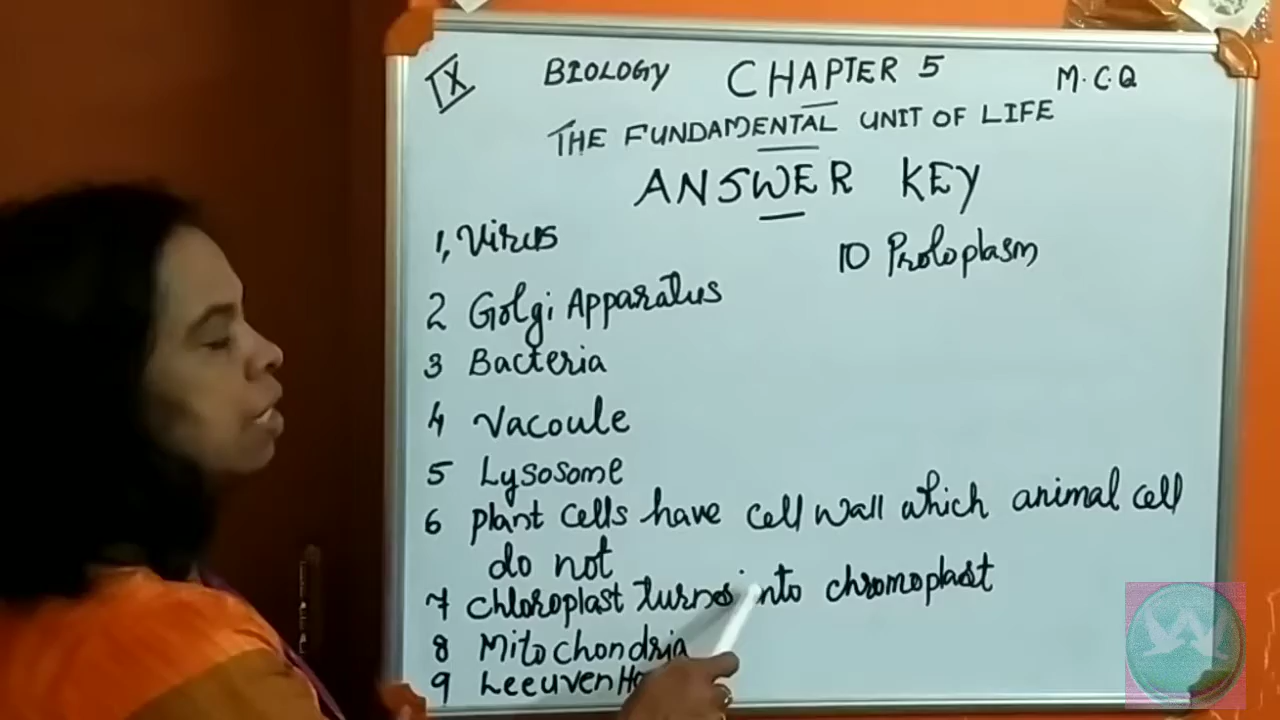 IX BIOLOGY CHAPTER 5 M.C.Q
THE FUNDAMENTAL UNIT OF LIFE
ANSWER KEY
1, Virus
10 Protoplasm
2 Golgi Apparatus
3 Bacteria
4 Vacoule
5 Lysosome
6 plant cells have cell wall which animal cell
do not
7 chloroplast turns into chromoplast
8 Mitochondria
9